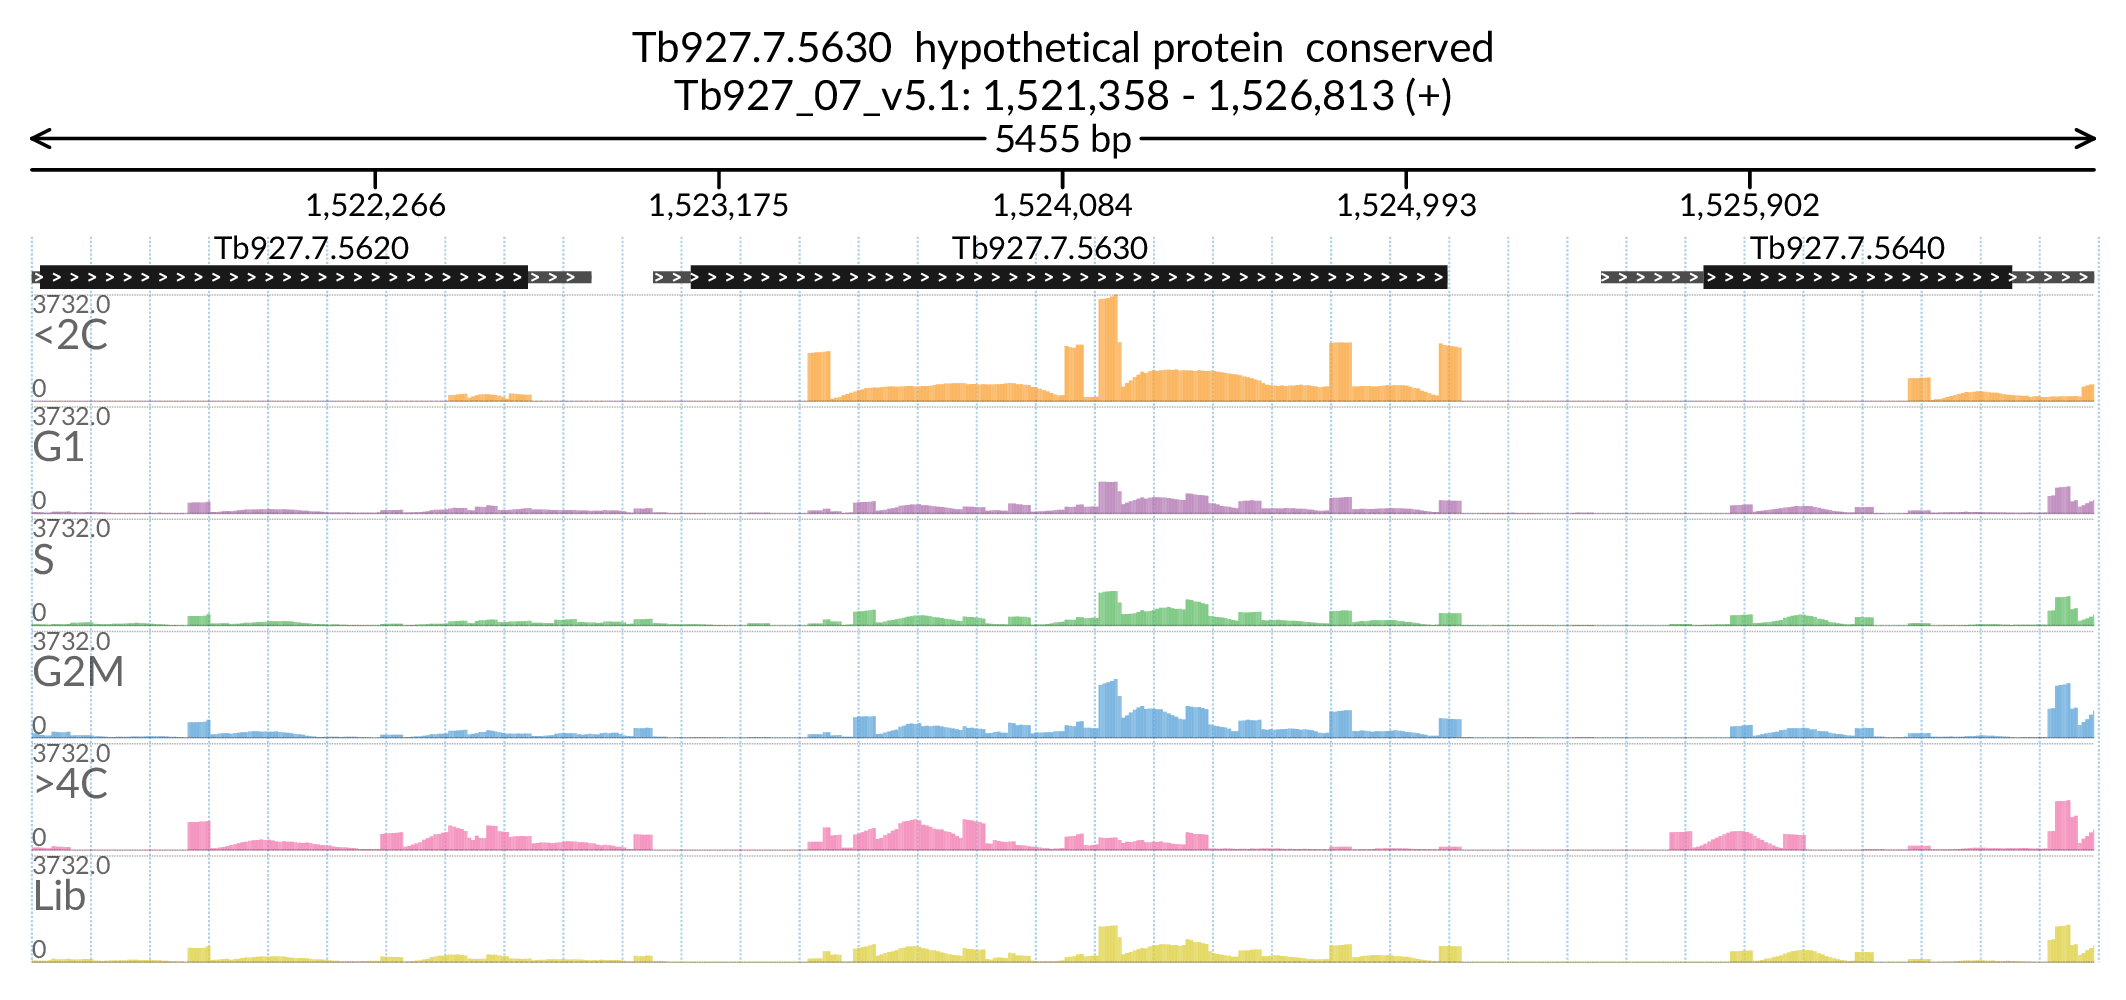 Tb927.7.5630 hypothetical protein conserved
Tb927_07_v5.1: 1,521,358 - 1,526,813 (+)
5455 bp
1,522,266 1,523,175 1,524,084 1,524,993 1,525,902
Tb927.7.5620 Tb927.7.5630 Tb927.7.5640
3732.0
<2C
0
3732.0
G1
0
3732.0
S
0
3732.0
G2M
0
3732.0
>4C
0
3732.0
Lib
0